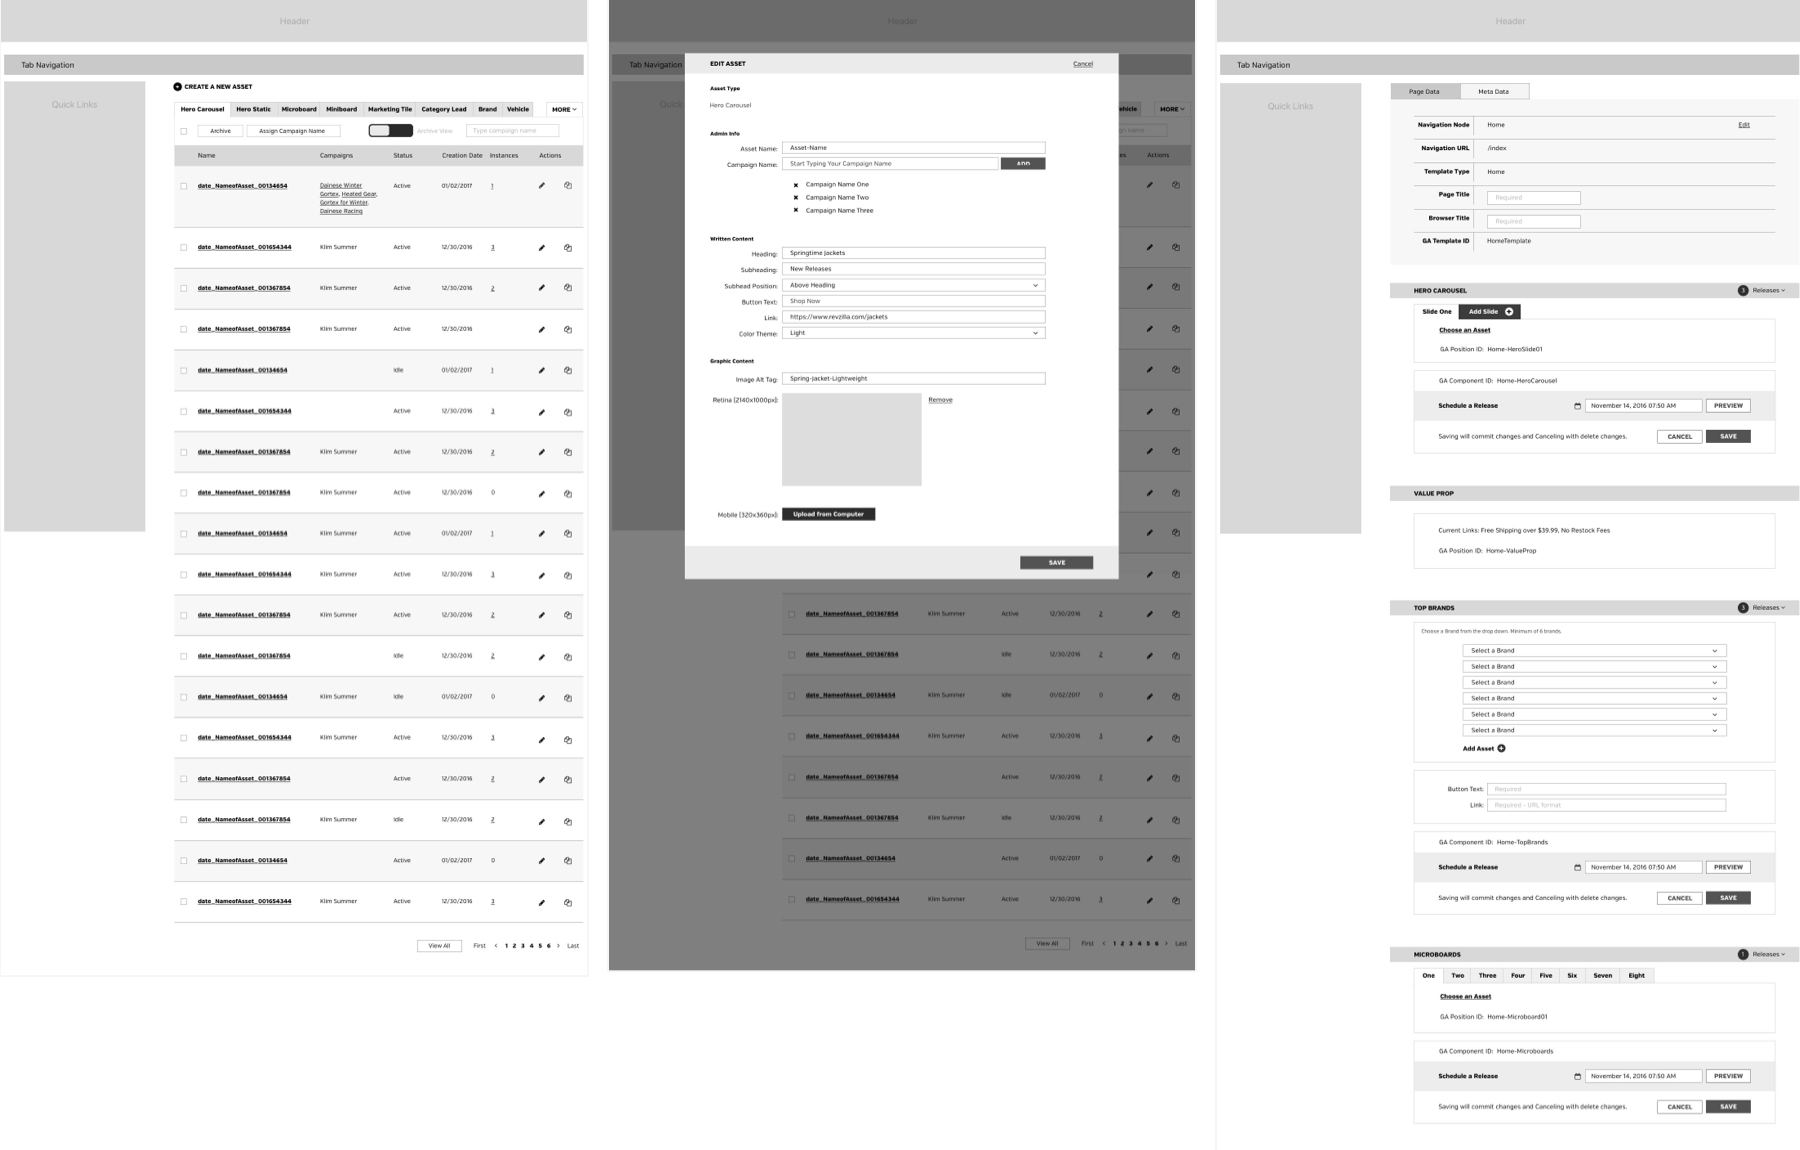 Header
Tab Navigation
Quick Links
CREATE A NEW ASSET
Hero Carousel Hero Static Microboard Miniboard Marketing Tile Category Lead Brand Vehicle MORE
Archive Assign Campaign Name Archive View Type campaign name
Name Campaigns Status Creation Date Instances Actions
date_NameofAsset_00134654 Dainese Winter Active 01/02/2017 1
Gortex, Heated Gear,
Gortex for Winter,
Dainese Racing
date_NameofAsset_001654344 Klim Summer Active 12/30/2016 3
date_NameofAsset_001367854 Klim Summer Active 12/30/2016 2
date_NameofAsset_001367854 Klim Summer Active 12/30/2016
date_NameofAsset_00134654 Idle 01/02/2017 1
date_NameofAsset_001654344 Active 12/30/2016 3
date_NameofAsset_001367854 Klim Summer Active 12/30/2016 2
date_NameofAsset_001367854 Klim Summer Active 12/30/2016 0
date_NameofAsset_00134654 Klim Summer Active 01/02/2017 1
date_NameofAsset_001654344 Klim Summer Active 12/30/2016 3
date_NameofAsset_001367854 Klim Summer Active 12/30/2016 2
date_NameofAsset_001367854 Idle 12/30/2016 2
date_NameofAsset_00134654 Klim Summer Idle 01/02/2017 0
date_NameofAsset_001654344 Klim Summer Active 12/30/2016 3
date_NameofAsset_001367854 Active 12/30/2016 2
date_NameofAsset_001367854 Klim Summer Idle 12/30/2016 2
date_NameofAsset_00134654 Active 01/02/2017 0
date_NameofAsset_001654344 Klim Summer Active 12/30/2016 3
View All First < 1 2 3 4 5 6 > Last
Header
Tab Navigation
Quick
MORE
Actions
EDIT ASSET Cancel
Asset Type
Hero Carousel
Admin Info
Asset Name: Asset-Name
Campaign Name: Start Typing Your Campaign Name ADD
Campaign Name One
Campaign Name Two
Campaign Name Three
Written Content
Heading: Springtime Jackets
Subheading: New Releases
Subhead Position: Above Heading
Button Text: Shop Now
Link: https://www.revzilla.com/jackets
Color Theme: Light
Graphic Content
Image Alt Tag: Spring-Jacket-Lightweight
Retina (2140x1000px): Remove
Mobile (320x360px): Upload from Computer
SAVE
date_NameofAsset_001367854 Klim Summer Active 12/30/2016 2
date_NameofAsset_001367854 Idle 12/30/2016 2
date_NameofAsset_00134654 Klim Summer Idle 01/02/2017 0
date_NameofAsset_001654344 Klim Summer Active 12/30/2016 3
date_NameofAsset_001367854 Active 12/30/2016 2
date_NameofAsset_001367854 Klim Summer Idle 12/30/2016 2
date_NameofAsset_00134654 Active 01/02/2017 0
date_NameofAsset_001654344 Klim Summer Active 12/30/2016 3
View All First < 1 2 3 4 5 6 > Last
Header
Tab Navigation
Quick Links
Page Data Meta Data
Navigation Node Home Edit
Navigation URL /index
Template Type Home
Page Title Required
Browser Title Required
GA Template ID HomeTemplate
HERO CAROUSEL 3 Releases
Slide One Add Slide
Choose an Asset
GA Position ID: Home-HeroSlide01
GA Component ID: Home-HeroCarousel
Schedule a Release November 14, 2016 07:50 AM PREVIEW
Saving will commit changes and Canceling with delete changes. CANCEL SAVE
VALUE PROP
Current Links: Free Shipping over $39.99, No Restock Fees
GA Position ID: Home-ValueProp
TOP BRANDS 3 Releases
Choose a Brand from the drop down. Minimum of 6 brands.
Select a Brand
Select a Brand
Select a Brand
Select a Brand
Select a Brand
Select a Brand
Add Asset
Button Text: Required
Link: Required - URL format
GA Component ID: Home-TopBrands
Schedule a Release November 14, 2016 07:50 AM PREVIEW
Saving will commit changes and Canceling with delete changes. CANCEL SAVE
MICROBOARDS 1 Releases
One Two Three Four Five Six Seven Eight
Choose an Asset
GA Position ID: Home-Microboard01
GA Component ID: Home-Microboards
Schedule a Release November 14, 2016 07:50 AM PREVIEW
Saving will commit changes and Canceling with delete changes. CANCEL SAVE